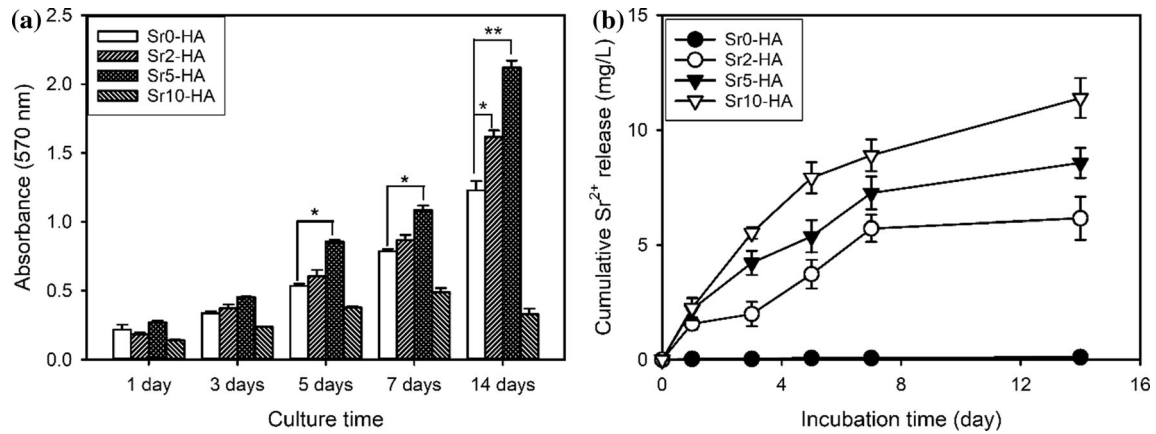 (a)
2.5
2.0
1.5
1.0
0.5
0.0
Absorbance (570 nm)
Sr0-HA
Sr2-HA
Sr5-HA
Sr10-HA
*
*
**
*
1 day
3 days
5 days
7 days
14 days
Culture time
(b)
15
10
5
0
Cumulative Sr²⁺ release (mg/L)
Sr0-HA
Sr2-HA
Sr5-HA
Sr10-HA
0
4
8
12
16
Incubation time (day)